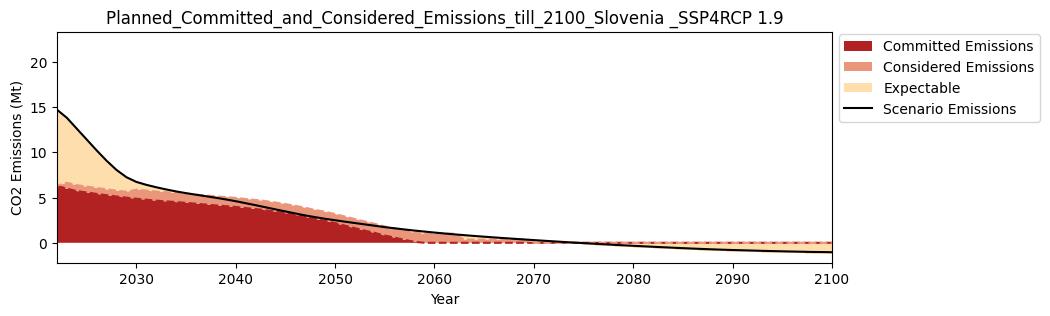 Planned_Committed_and_Considered_Emissions_till_2100_Slovenia _SSP4RCP 1.9
Committed Emissions
Considered Emissions
Expectable
Scenario Emissions
CO2 Emissions (Mt)
20
15
10
5
0
2030 2040 2050 2060 2070 2080 2090 2100
Year